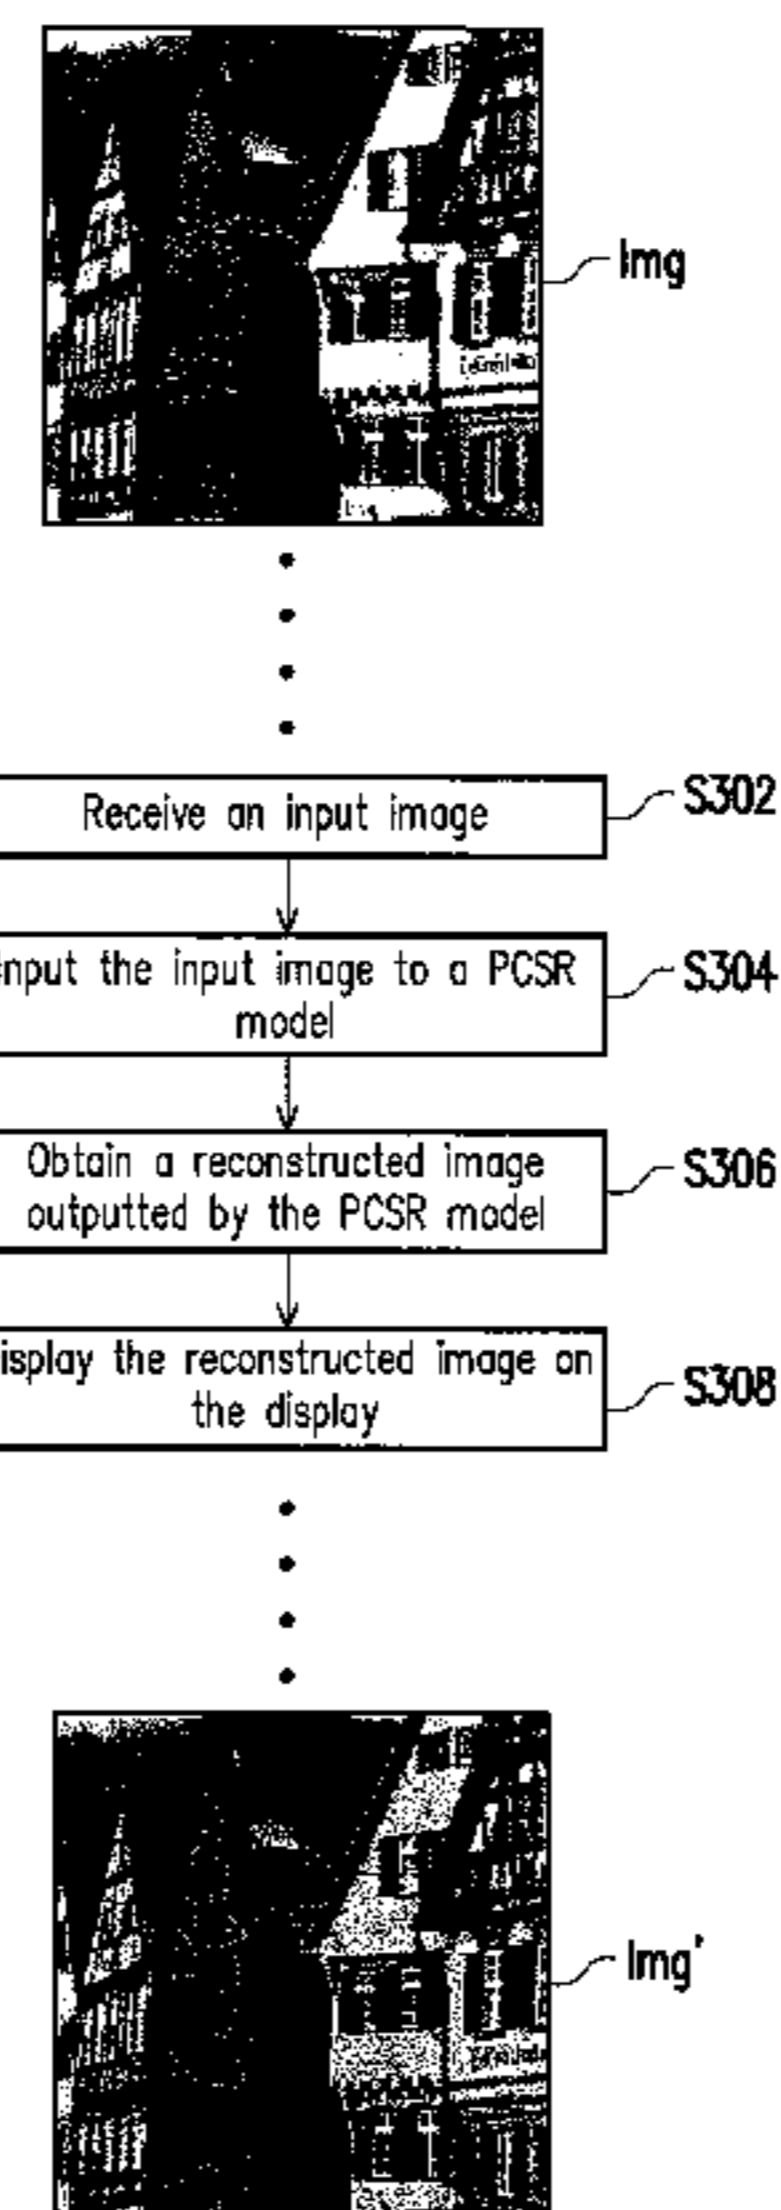 Img
Receive an input image
S302
nput the input image to a PCSR
model
S304
Obtain a reconstructed image
outputted by the PCSR model
S306
isplay the reconstructed image on
the display
S308
Img'